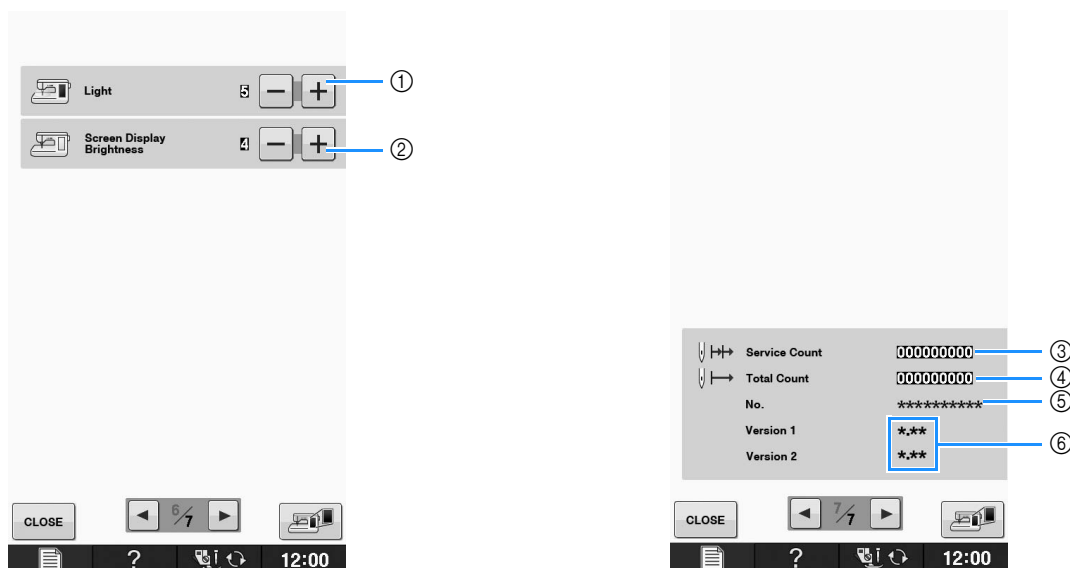 Light 5 − + ①
Screen Display
Brightness 4 − + ②
CLOSE 6/7
? 12:00
Service Count 000000000 ③
Total Count 000000000 ④
No. ********** ⑤
Version 1 *.**
Version 2 *.** ⑥
CLOSE 7/7
? 12:00